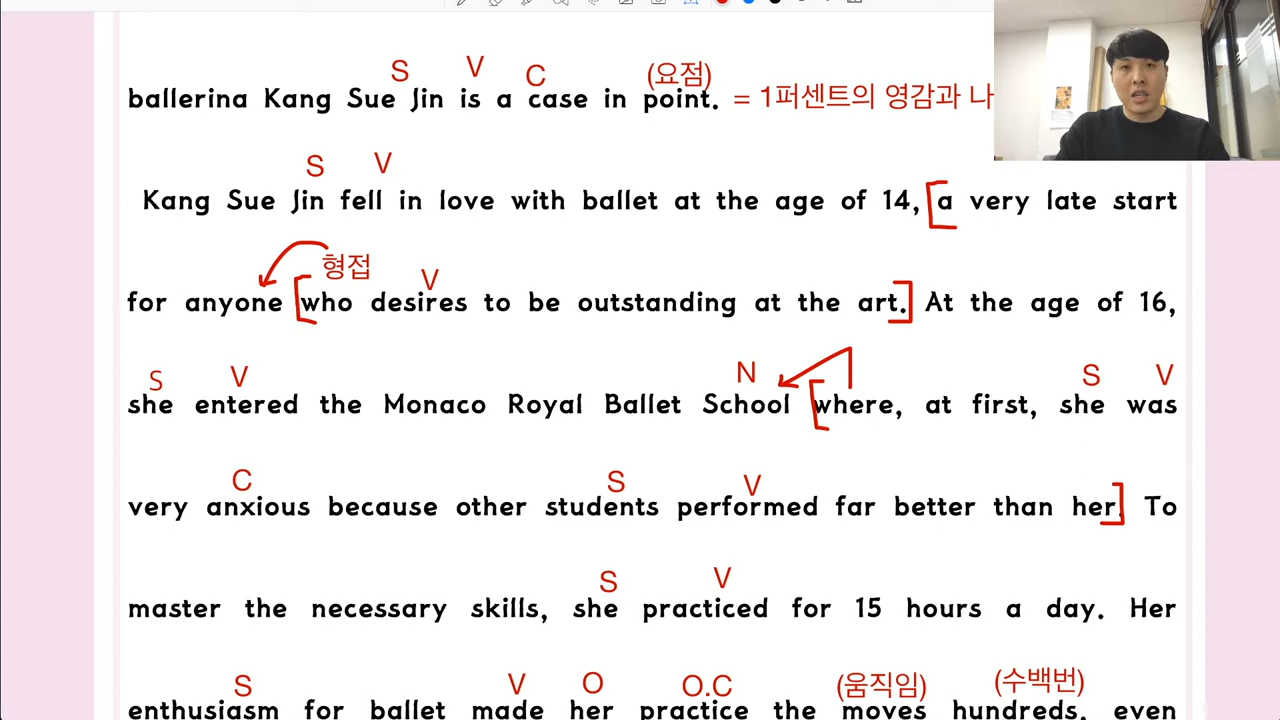 S V C (요점)
ballerina Kang Sue Jin is a case in point. = 1퍼센트의 영감과 나
S V
Kang Sue Jin fell in love with ballet at the age of 14, [a very late start
형접 V
for anyone [who desires to be outstanding at the art.] At the age of 16,
S V N S V
she entered the Monaco Royal Ballet School [where, at first, she was
C S V
very anxious because other students performed far better than her.] To
S V
master the necessary skills, she practiced for 15 hours a day. Her
S V O O.C (움직임) (수백번)
enthusiasm for ballet made her practice the moves hundreds, even